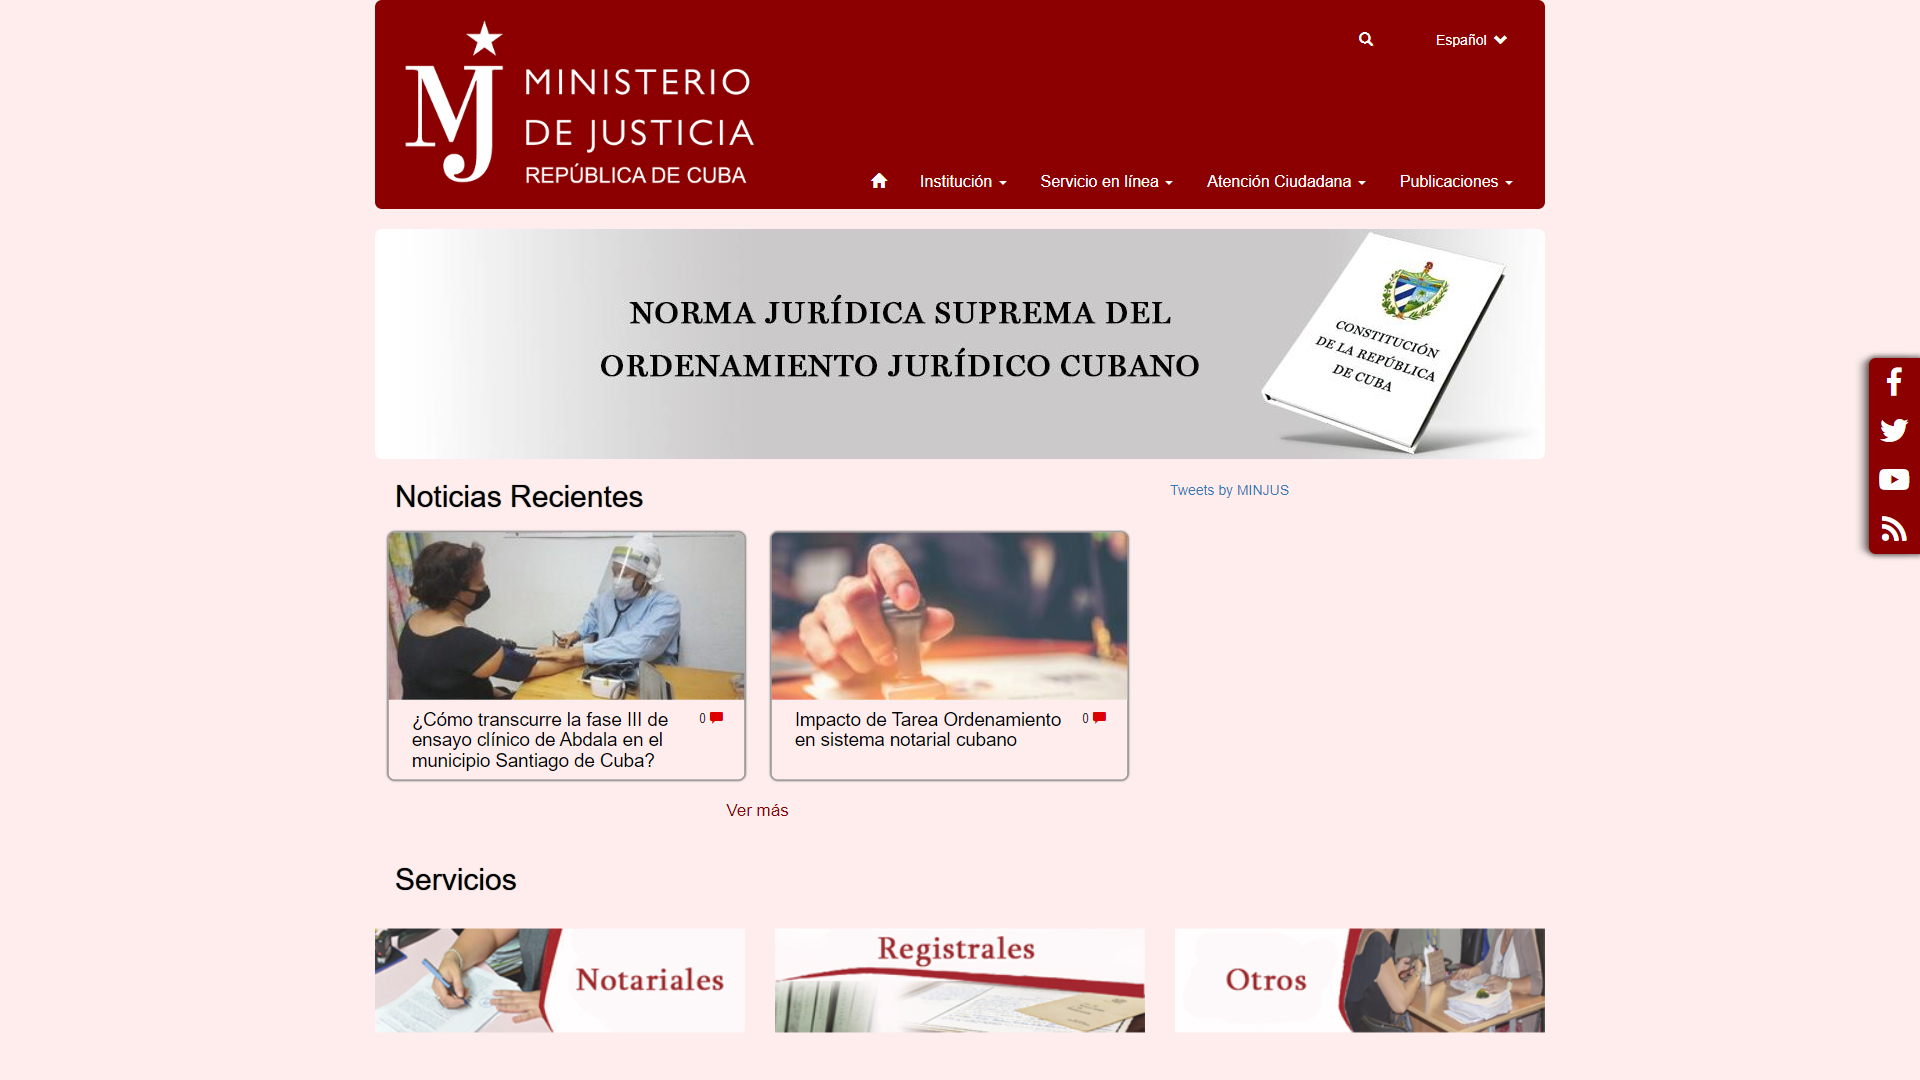 Español
MINISTERIO
DE JUSTICIA
REPÚBLICA DE CUBA
Institución
Servicio en línea
Atención Ciudadana
Publicaciones
NORMA JURÍDICA SUPREMA DEL
ORDENAMIENTO JURÍDICO CUBANO
CONSTITUCIÓN
DE LA REPÚBLICA
DE CUBA
Noticias Recientes
Tweets by MINJUS
¿Cómo transcurre la fase III de
ensayo clínico de Abdala en el
municipio Santiago de Cuba?
0
Impacto de Tarea Ordenamiento
en sistema notarial cubano
0
Ver más
Servicios
Notariales
Registrales
Otros